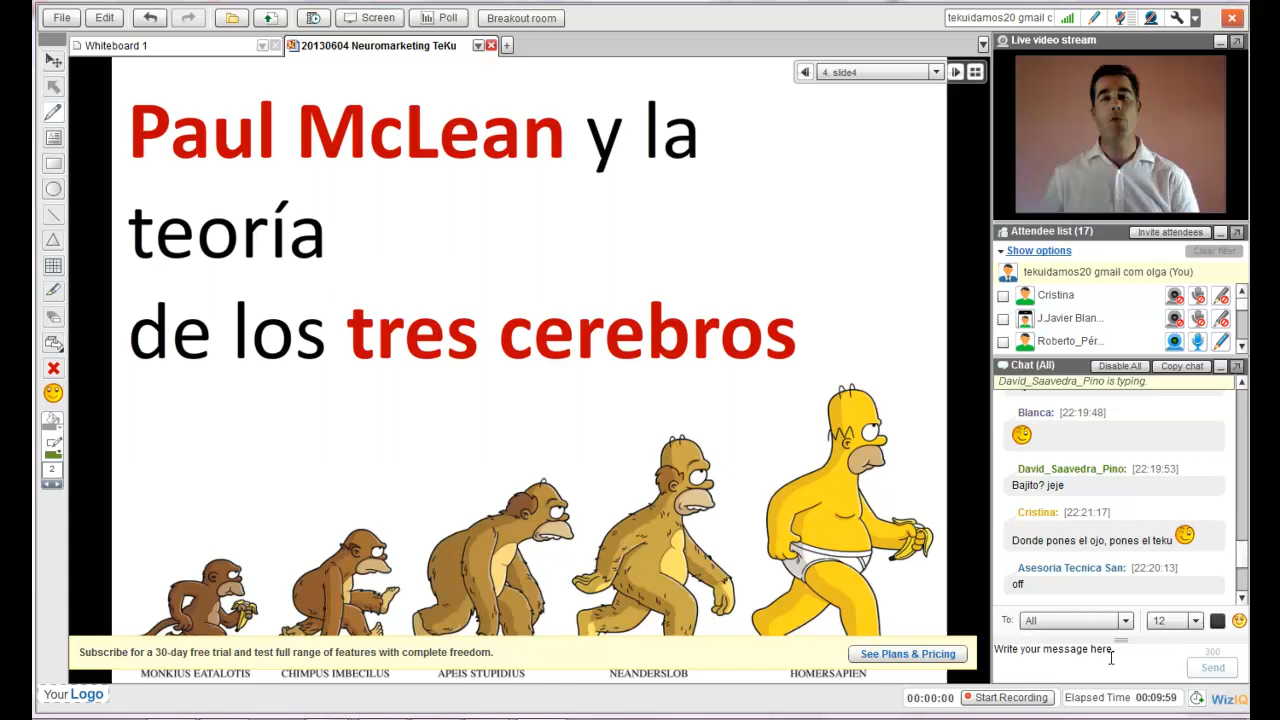 File
Edit
Screen
Poll
Breakout room
tekuidamos20 gmail c
Whiteboard 1
20130604 Neuromarketing TeKu
4. slide4
Paul McLean y la
teoría
de los tres cerebros
MONKIUS EATALOTIS
CHIMPUS IMBECILUS
APEIS STUPIDIUS
NEANDERSLOB
HOMERSAPIEN
Subscribe for a 30-day free trial and test full range of features with complete freedom.
See Plans & Pricing
2
Your Logo
Live video stream
Attendee list (17)
Invite attendees
Show options
Clear filter
tekuidamos20 gmail com olga (You)
Cristina
J.Javier Blan...
Roberto_Pér...
Chat (All)
Disable All
Copy chat
David_Saavedra_Pino is typing.
Blanca: [22:19:48]
David_Saavedra_Pino: [22:19:53]
Bajito? jeje
Cristina: [22:21:17]
Donde pones el ojo, pones el teku
Asesoria Tecnica San: [22:20:13]
off
To:
All
12
Write your message here.
300
Send
00:00:00
Start Recording
Elapsed Time 00:09:59
WizIQ